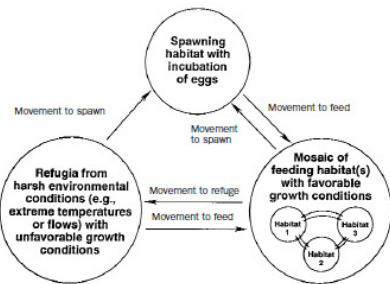 Spawning
habitat with
incubation
of eggs
Movement to spawn
Movement to feed
Movement
to spawn
Refugia from
harsh environmental
conditions (e.g.,
extreme temperatures
or flows) with
unfavorable growth
conditions
Movement to refuge
Movement to feed
Mosaic of
feeding habitat(s)
with favorable
growth conditions
Habitat
1
Habitat
3
Habitat
2